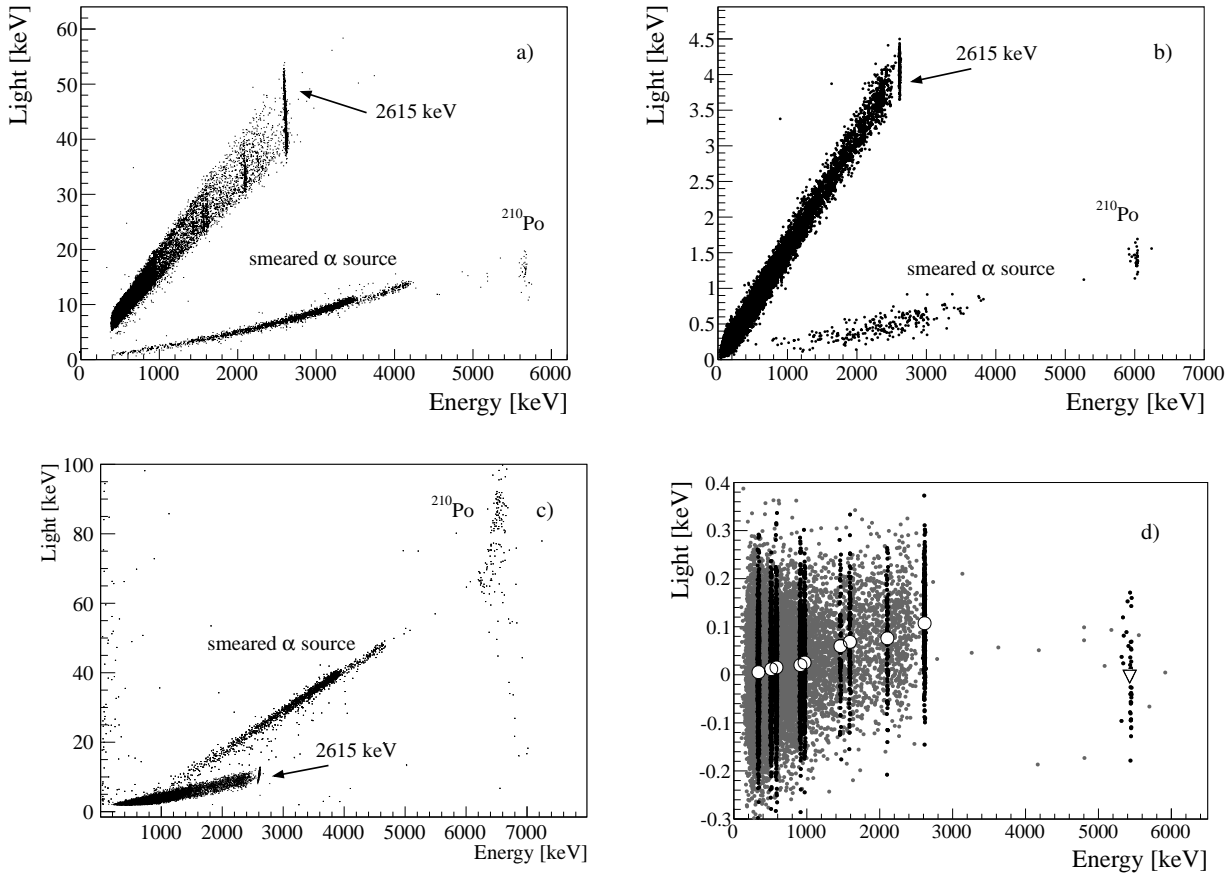 Light [keV]
60
50
40
30
20
10
0
a)
2615 keV
210Po
smeared α source
0 1000 2000 3000 4000 5000 6000
Energy [keV]
Light [keV]
4.5
4
3.5
3
2.5
2
1.5
1
0.5
0
b)
2615 keV
210Po
smeared α source
0 1000 2000 3000 4000 5000 6000 7000
Energy [keV]
Light [keV]
100
80
60
40
20
0
210Po
c)
smeared α source
2615 keV
1000 2000 3000 4000 5000 6000 7000
Energy [keV]
Light [keV]
0.4
0.3
0.2
0.1
0
-0.1
-0.2
-0.3
d)
0 1000 2000 3000 4000 5000 6000
Energy [keV]